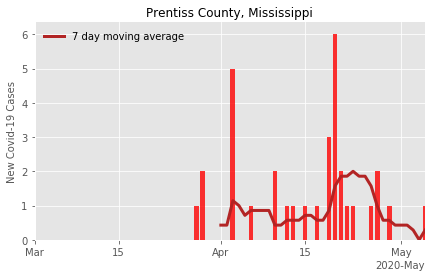 Prentiss County, Mississippi
7 day moving average
New Covid-19 Cases
6
5
4
3
2
1
0
Mar
15
Apr
15
May
2020-May